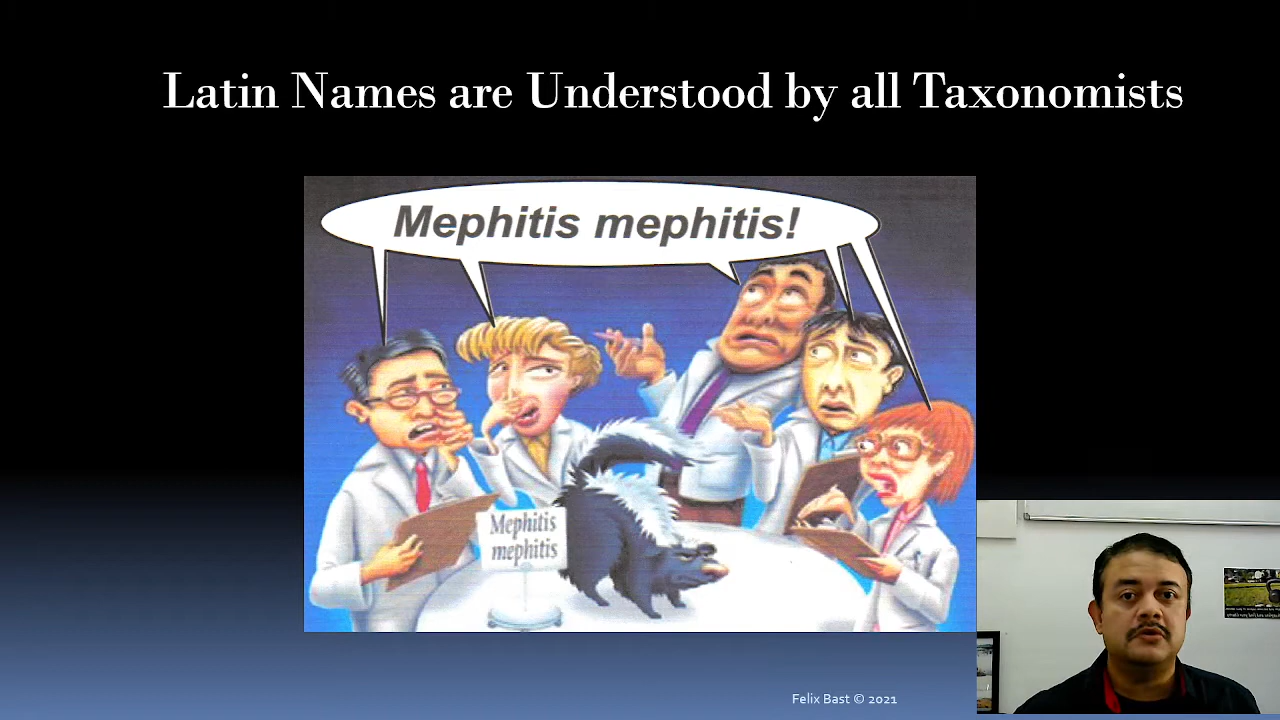 Latin Names are Understood by all Taxonomists
Mephitis mephitis!
Mephitis
mephitis
Felix Bast © 2021